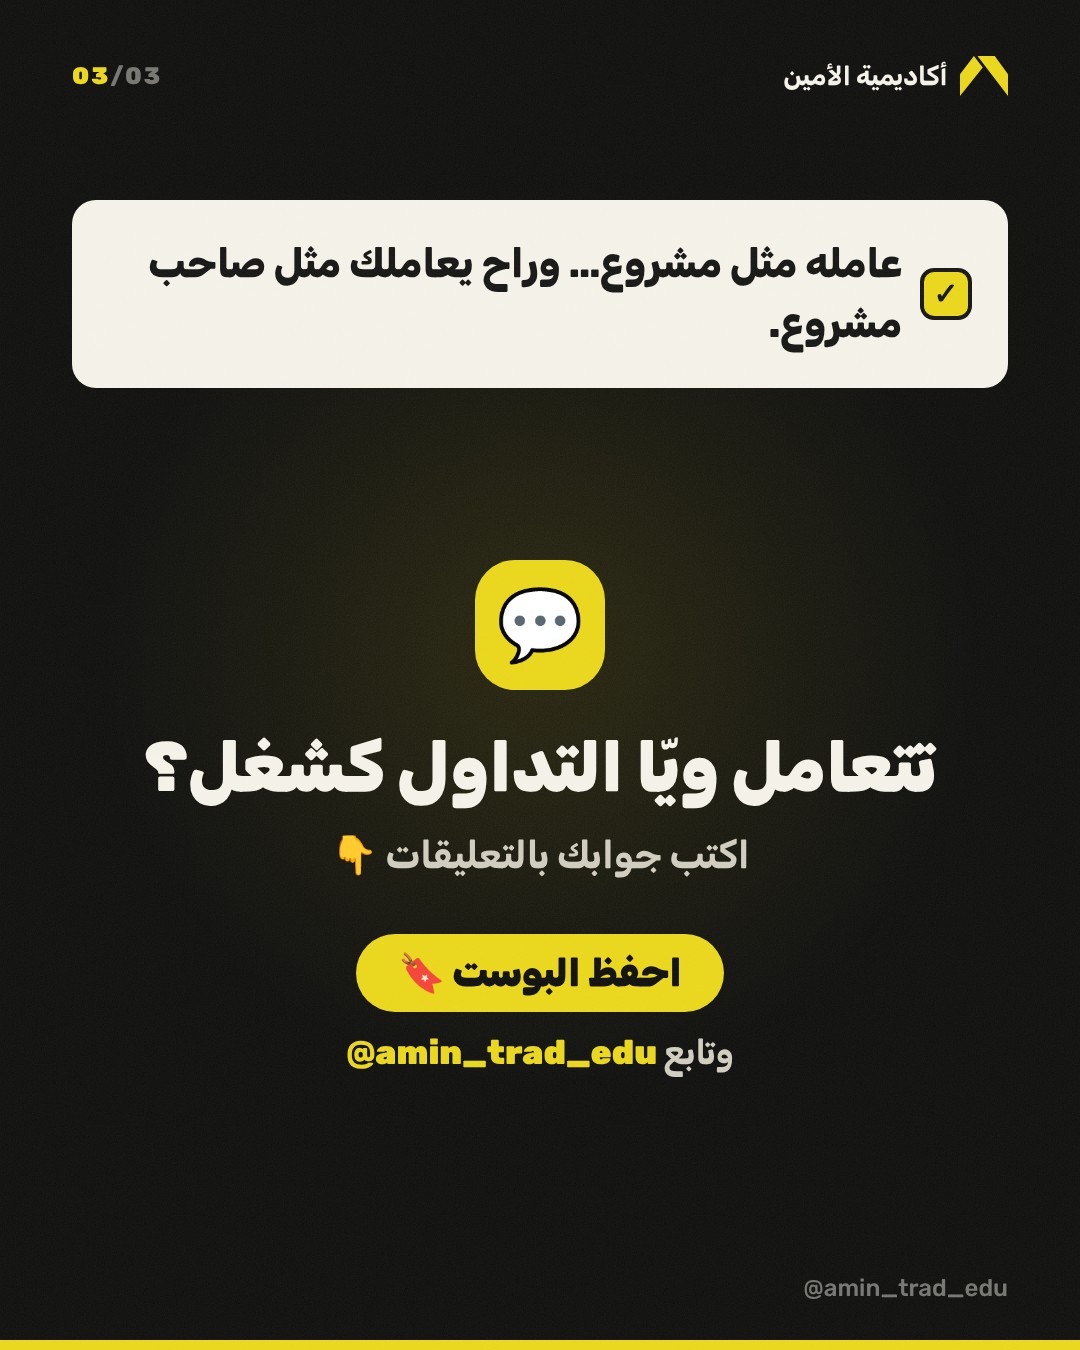 أكاديمية الأمين
03/03
عامله مثل مشروع... وراح يعاملك مثل صاحب
مشروع.
تتعامل ويّا التداول كشغل؟
اكتب جوابك بالتعليقات 👇
احفظ البوست 🔖
وتابع @amin_trad_edu
@amin_trad_edu